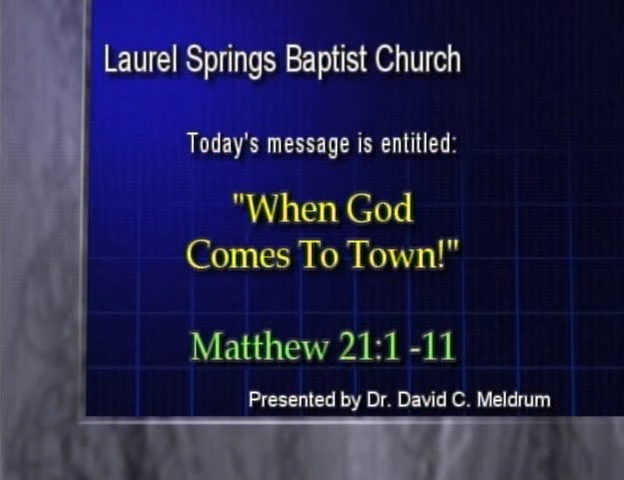 Laurel Springs Baptist Church
Today's message is entitled:
"When God
Comes To Town!"
Matthew 21:1 -11
Presented by Dr. David C. Meldrum